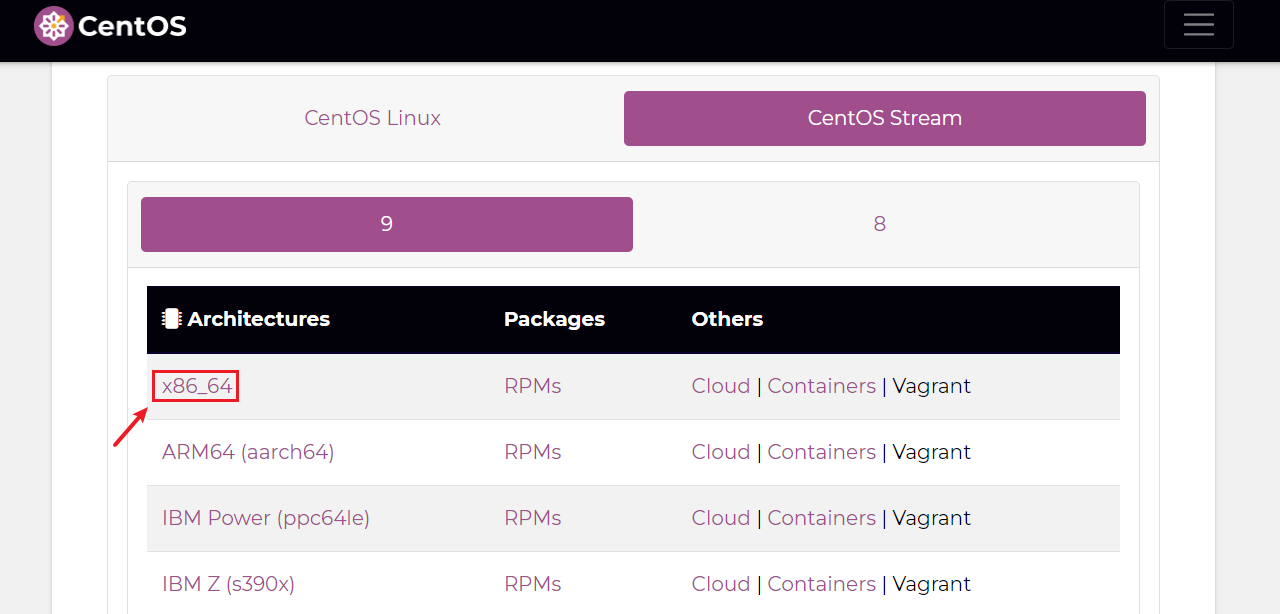 CentOS
CentOS Linux CentOS Stream
9 8
Architectures Packages Others
x86_64 RPMs Cloud | Containers | Vagrant
ARM64 (aarch64) RPMs Cloud | Containers | Vagrant
IBM Power (ppc64le) RPMs Cloud | Containers | Vagrant
IBM Z (s390x) RPMs Cloud | Containers | Vagrant